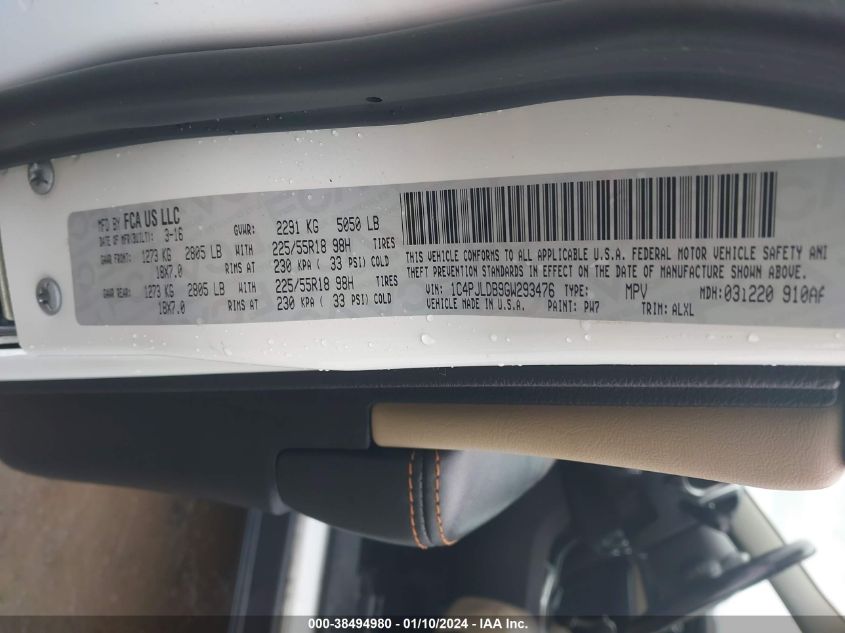 MFD BY FCA US LLC
DATE OF MFR(BUILT): 3-16 GVWR: 2291 KG 5050 LB
GAWR FRONT: 1273 KG 2805 LB WITH 225/55R18 98H TIRES
18X7.0 RIMS AT 230 KPA ( 33 PSI) COLD
GAWR REAR: 1273 KG 2805 LB WITH 225/55R18 98H TIRES
18X7.0 RIMS AT 230 KPA ( 33 PSI) COLD
THIS VEHICLE CONFORMS TO ALL APPLICABLE U.S.A. FEDERAL MOTOR VEHICLE SAFETY AND
THEFT PREVENTION STANDARDS IN EFFECT ON THE DATE OF MANUFACTURE SHOWN ABOVE.
VIN: 1C4PJLDB9GW293476 TYPE: MPV MDH:031220 910AF
VEHICLE MADE IN U.S.A. PAINT: PW7 TRIM: ALXL
000-38494980 - 01/10/2024 - IAA Inc.